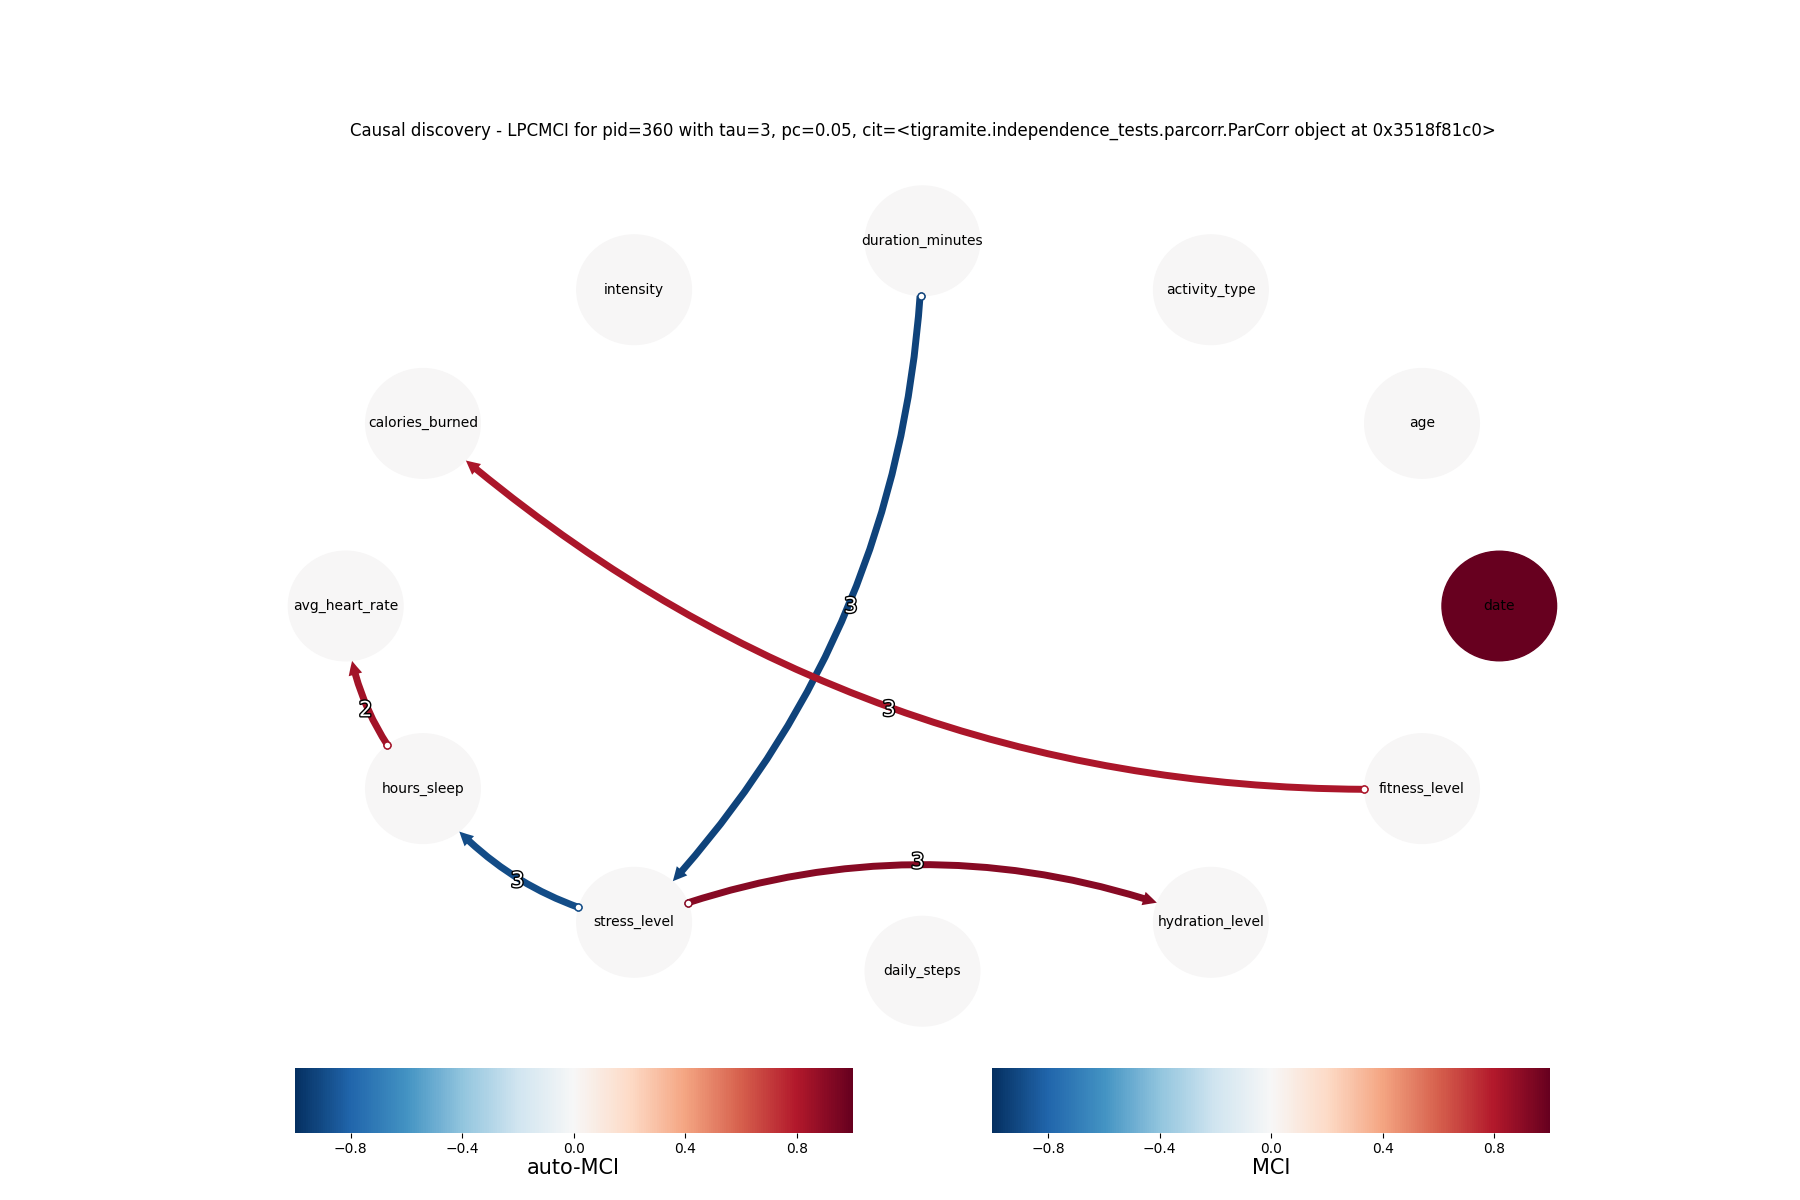 Causal discovery - LPCMCI for pid=360 with tau=3, pc=0.05, cit=<tigramite.independence_tests.parcorr.ParCorr object at 0x3518f81c0>
duration_minutes
intensity
activity_type
calories_burned
age
avg_heart_rate
3
date
2
3
hours_sleep
fitness_level
3
3
stress_level
hydration_level
daily_steps
−0.8 −0.4 0.0 0.4 0.8
auto-MCI
−0.8 −0.4 0.0 0.4 0.8
MCI